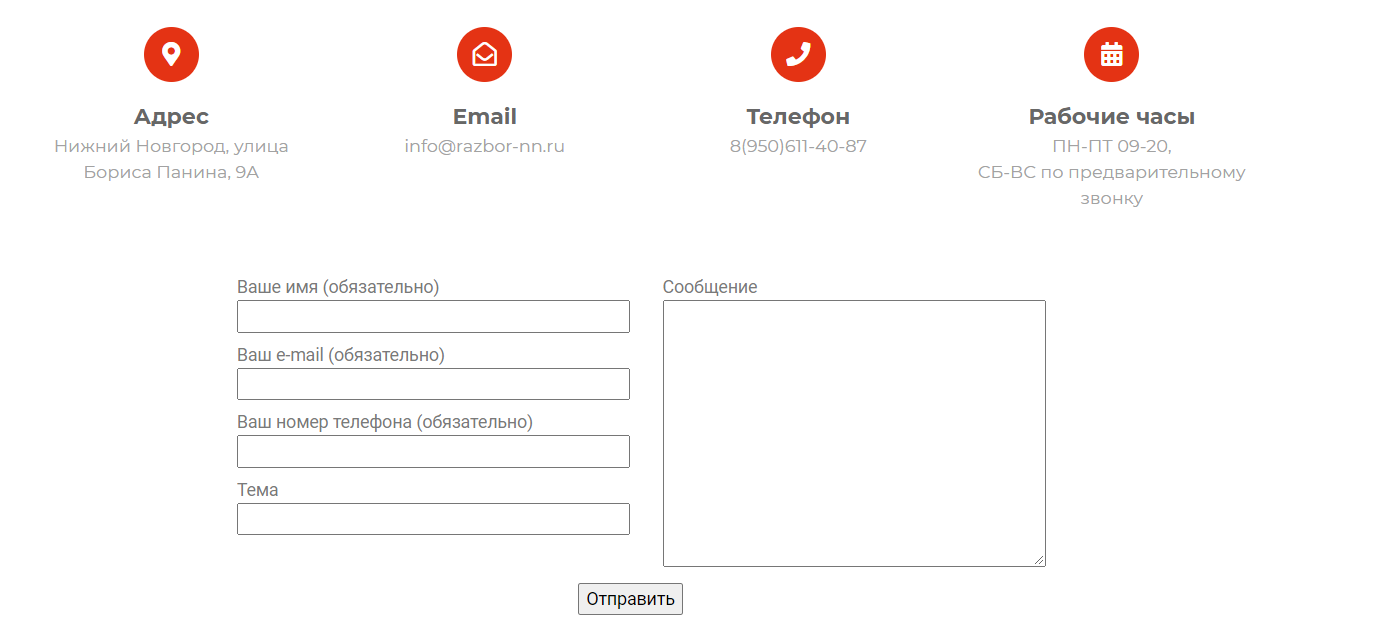 Адрес
Нижний Новгород, улица
Бориса Панина, 9А
Email
info@razbor-nn.ru
Телефон
8(950)611-40-87
Рабочие часы
ПН-ПТ 09-20,
СБ-ВС по предварительному
звонку
Ваше имя (обязательно)
Ваш e-mail (обязательно)
Ваш номер телефона (обязательно)
Тема
Сообщение
Отправить